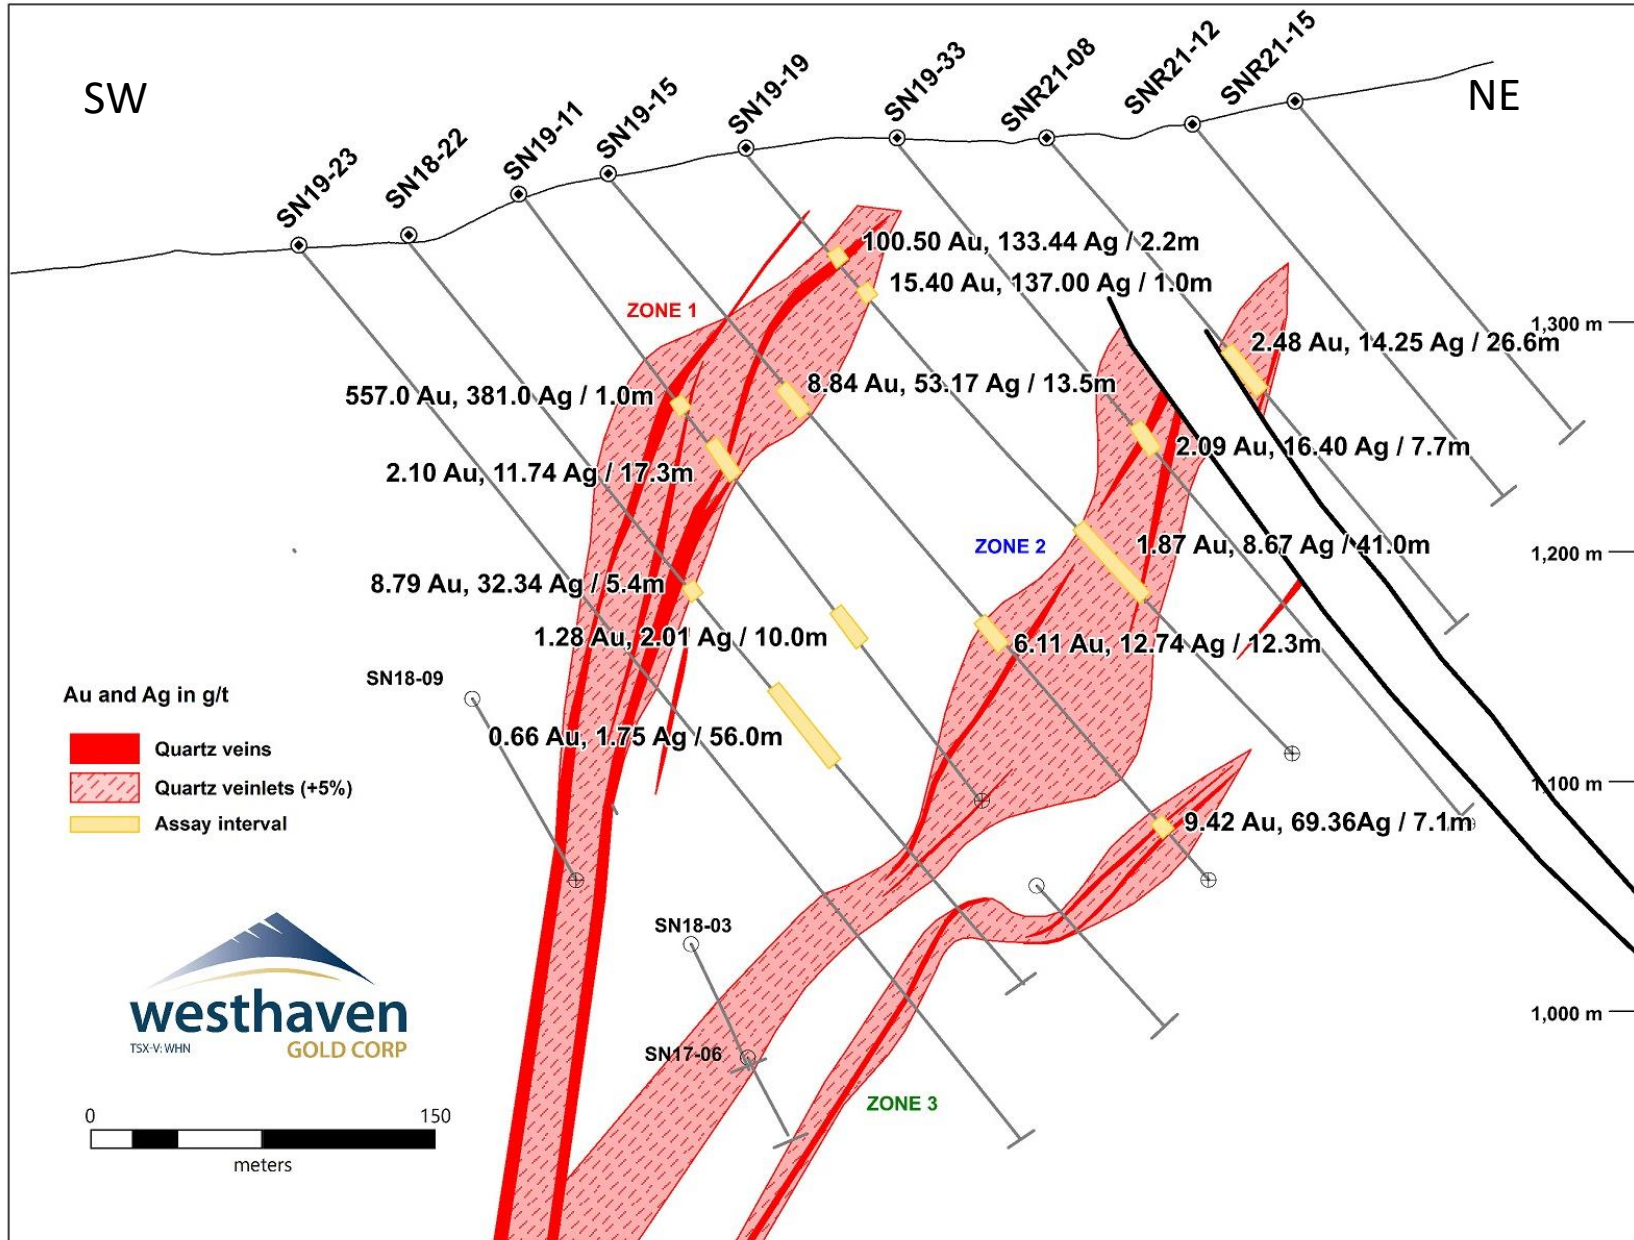 SW
NE
SN19-23
SN18-22
SN19-11
SN19-15
SN19-19
SN19-33
SNR21-08
SNR21-12
SNR21-15
100.50 Au, 133.44 Ag / 2.2m
15.40 Au, 137.00 Ag / 1.0m
ZONE 1
1,300 m
2.48 Au, 14.25 Ag / 26.6m
557.0 Au, 381.0 Ag / 1.0m
8.84 Au, 53.17 Ag / 13.5m
2.10 Au, 11.74 Ag / 17.3m
2.09 Au, 16.40 Ag / 7.7m
ZONE 2
1.87 Au, 8.67 Ag / 41.0m
1,200 m
8.79 Au, 32.34 Ag / 5.4m
1.28 Au, 2.01 Ag / 10.0m
6.11 Au, 12.74 Ag / 12.3m
SN18-09
0.66 Au, 1.75 Ag / 56.0m
1,100 m
9.42 Au, 69.36Ag / 7.1m
Au and Ag in g/t
Quartz veins
Quartz veinlets (+5%)
Assay interval
SN18-03
1,000 m
SN17-06
ZONE 3
westhaven
TSX-V: WHN
GOLD CORP
0
150
meters